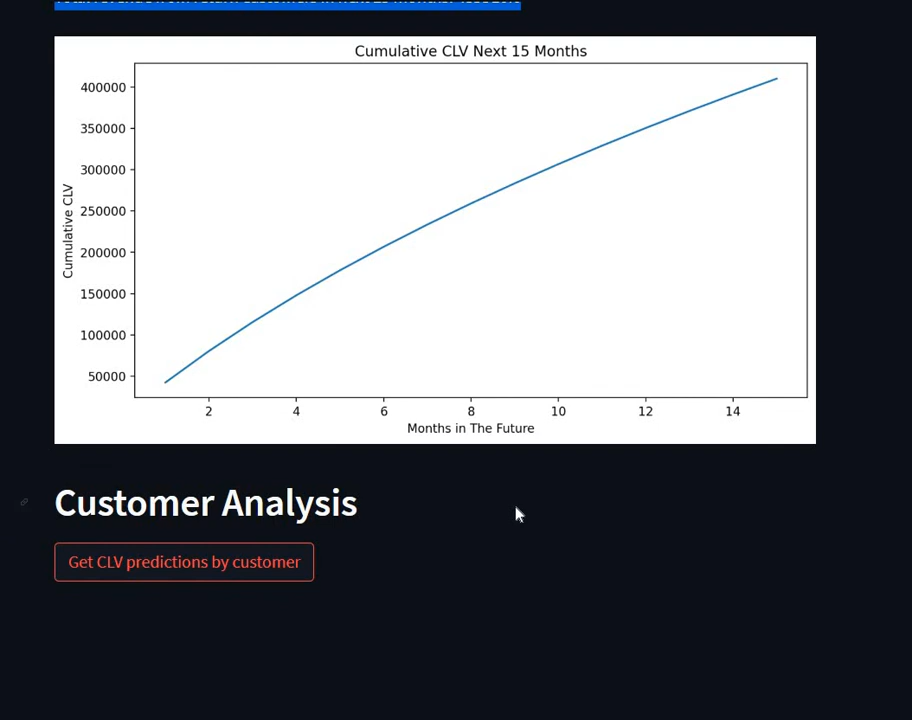 Cumulative CLV Next 15 Months
400000
350000
300000
250000
200000
150000
100000
50000
Cumulative CLV
2 4 6 8 10 12 14
Months in The Future
Customer Analysis
Get CLV predictions by customer